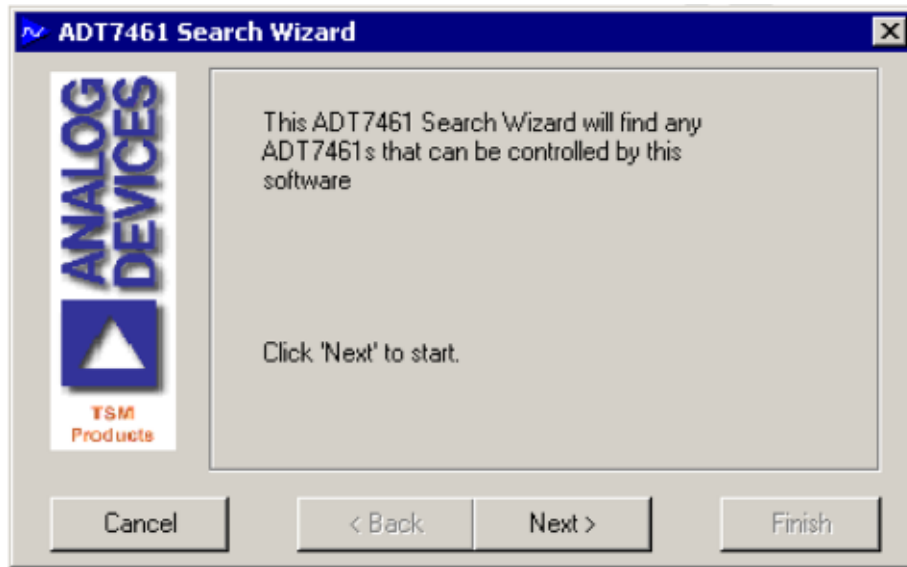 ADT7461 Search Wizard
ANALOG
DEVICES
TSM
Products
This ADT7461 Search Wizard will find any
ADT7461s that can be controlled by this
software
Click 'Next' to start.
Cancel
< Back
Next >
Finish